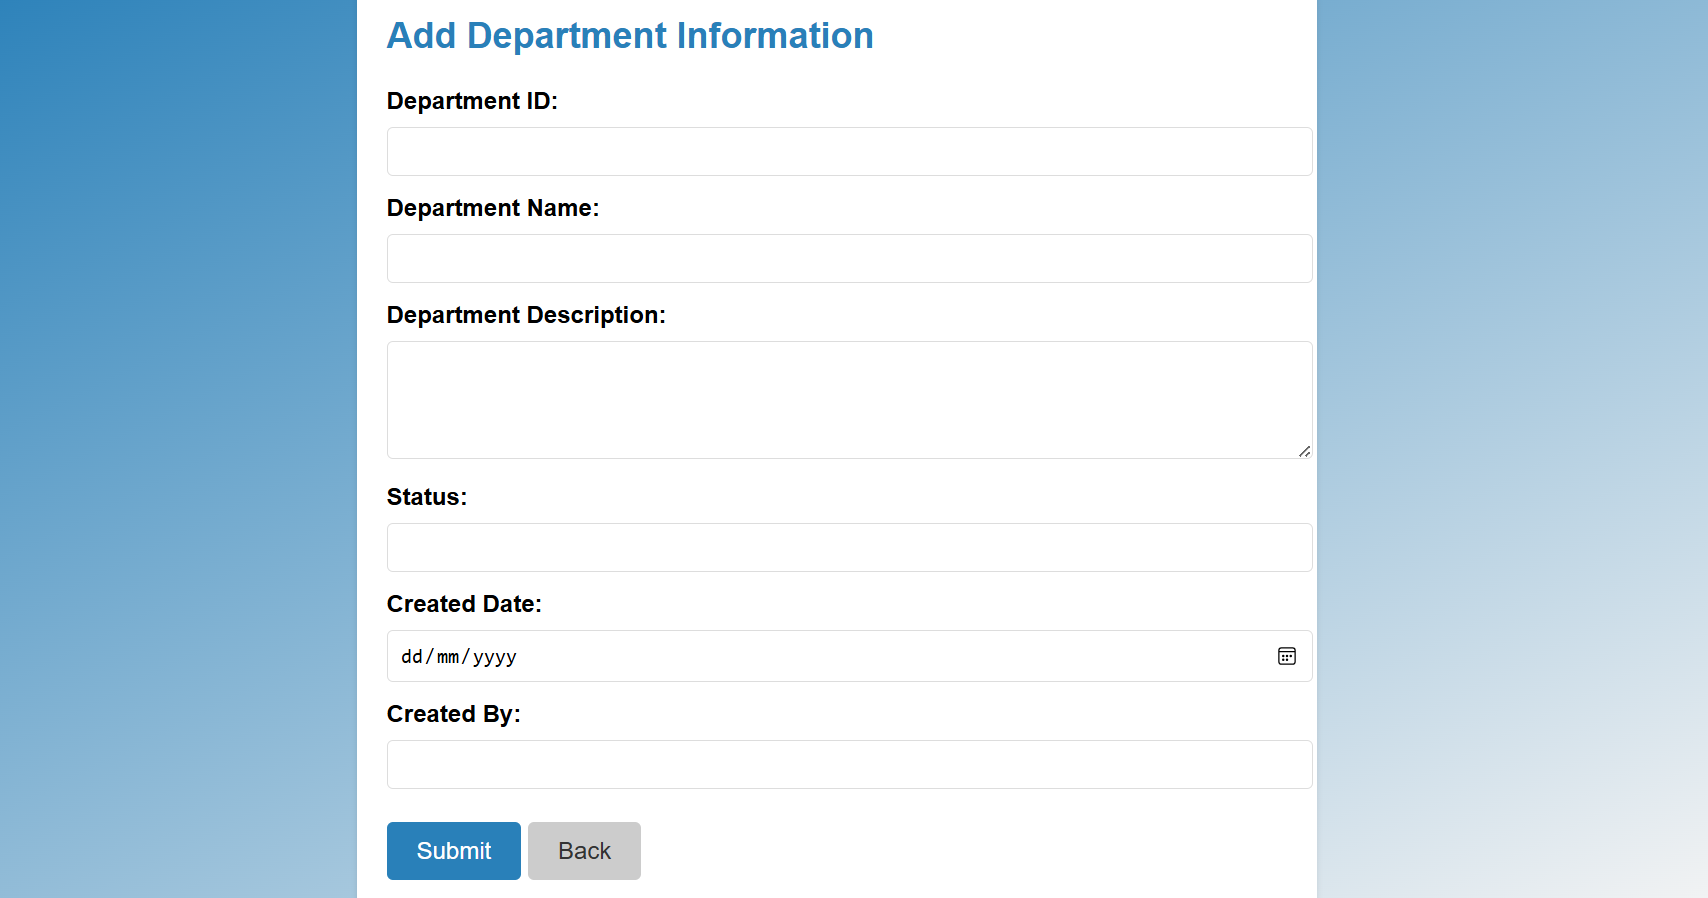 Add Department Information
Department ID:
Department Name:
Department Description:
Status:
Created Date:
dd/mm/yyyy
Created By:
Submit Back